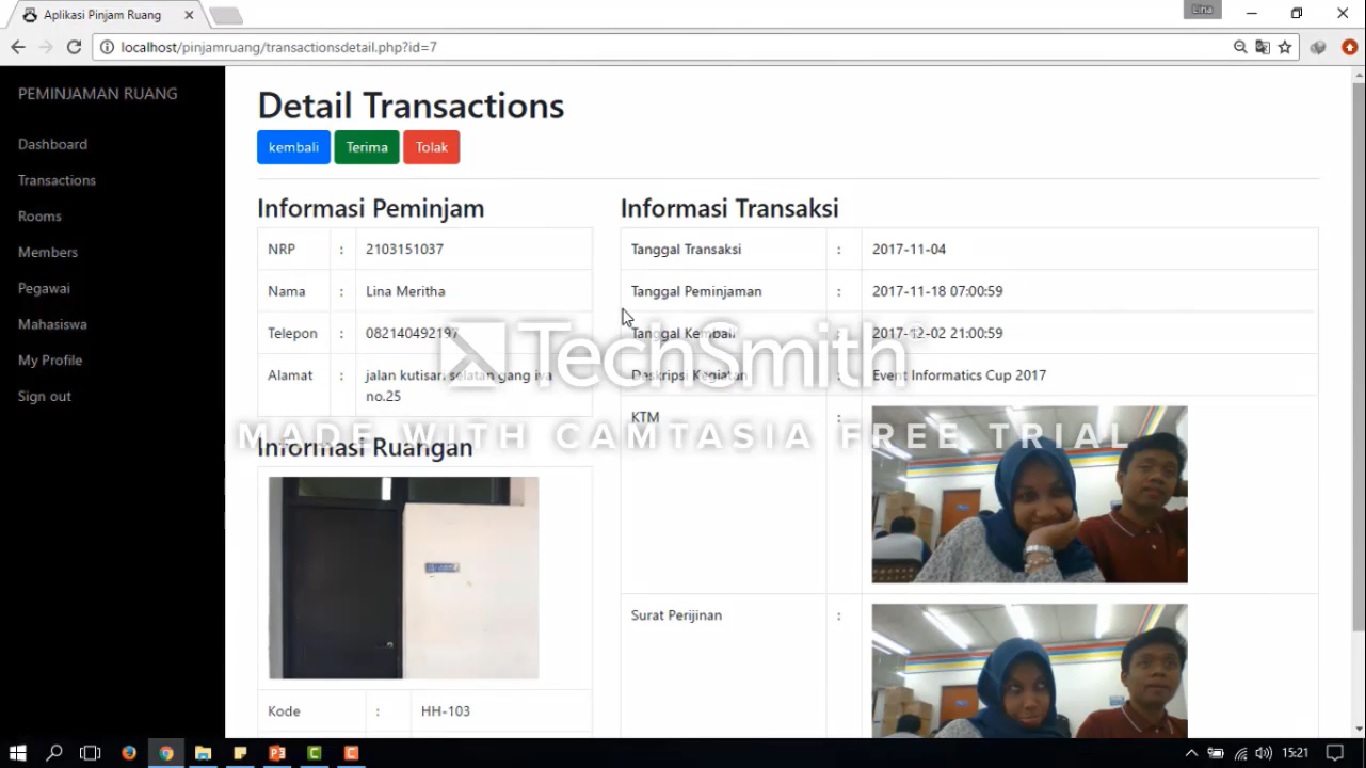 Aplikasi Pinjam Ruang
Lina
localhost/pinjamruang/transactionsdetail.php?id=7
PEMINJAMAN RUANG
Dashboard
Transactions
Rooms
Members
Pegawai
Mahasiswa
My Profile
Sign out
Detail Transactions
kembali Terima Tolak
Informasi Peminjam
NRP : 2103151037
Nama : Lina Meritha
Telepon : 082140492197
Alamat : jalan kutisari selatan gang iva
no.25
Informasi Ruangan
Kode : HH-103
Informasi Transaksi
Tanggal Transaksi : 2017-11-04
Tanggal Peminjaman : 2017-11-18 07:00:59
Tanggal Kembali : 2017-12-02 21:00:59
Deskripsi Kegiatan : Event Informatics Cup 2017
KTM :
Surat Perijinan :
TechSmith®
MADE WITH CAMTASIA FREE TRIAL
15:21